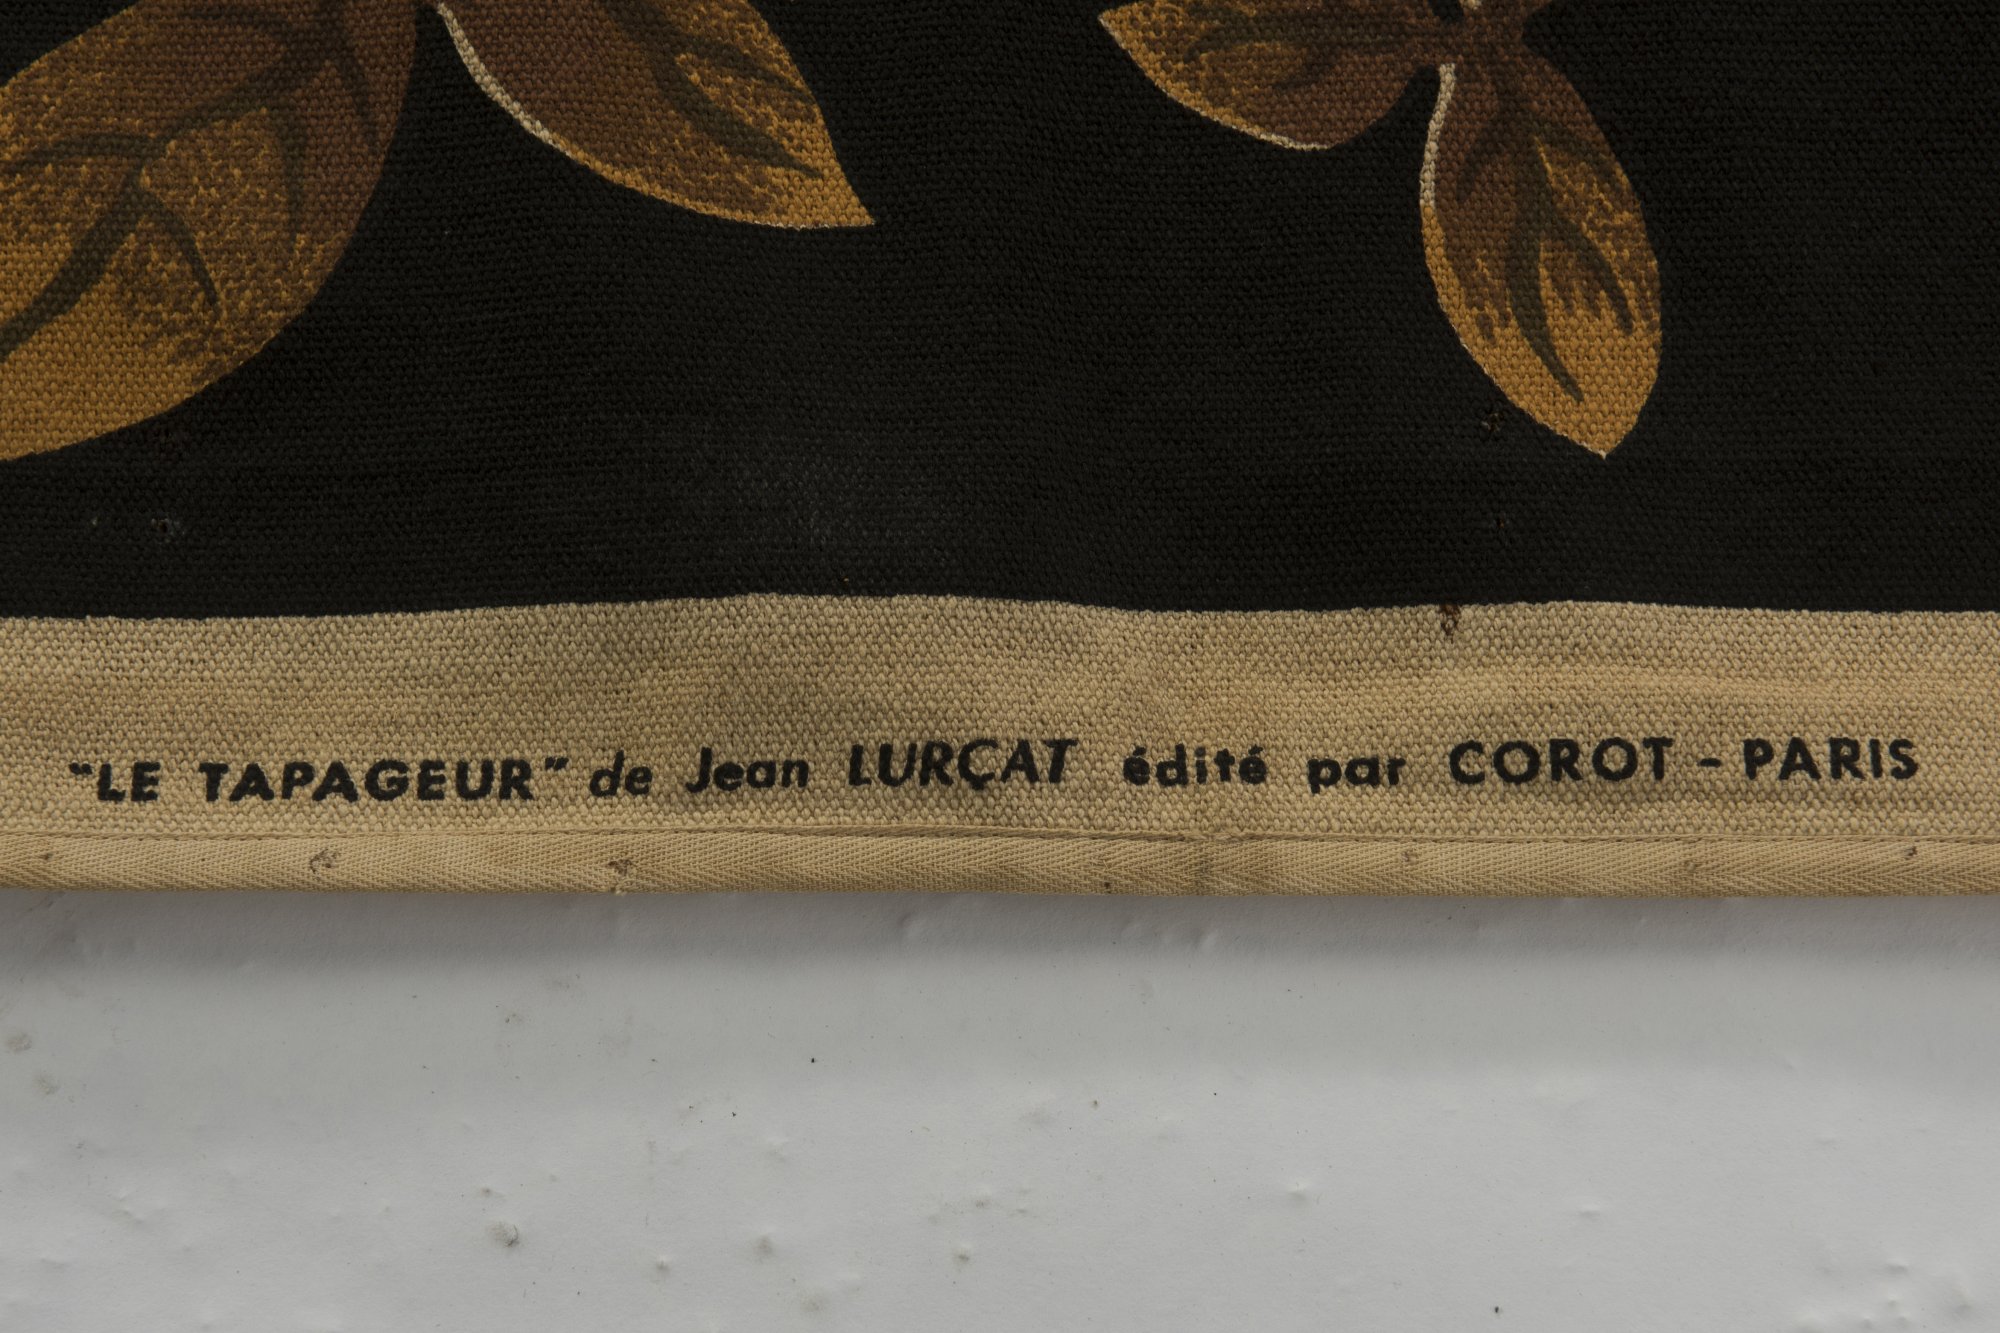 "LE TAPAGEUR" de Jean LURÇAT édité par COROT - PARIS